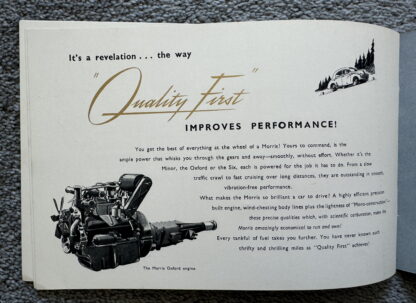 It's a revelation . . . the way
"Quality First"
IMPROVES PERFORMANCE!
You get the best of everything at the wheel of a Morris! Yours to command, is the
ample power that whisks you through the gears and away—smoothly, without effort. Whether it's the
Minor, the Oxford or the Six, each is powered for the job it has to do. From a slow
traffic crawl to fast cruising over long distances, they are outstanding in smooth,
vibration-free performance.
What makes the Morris so brilliant a car to drive? A highly efficient precision
built engine, wind-cheating body lines plus the lightness of "Mono-construction"—
these precise qualities which, with scientific carburation, make the
Morris amazingly economical to run and own!
Every tankful of fuel takes you further. You have never known such
thrifty and thrilling miles as "Quality First" achieves!
The Morris Oxford engine